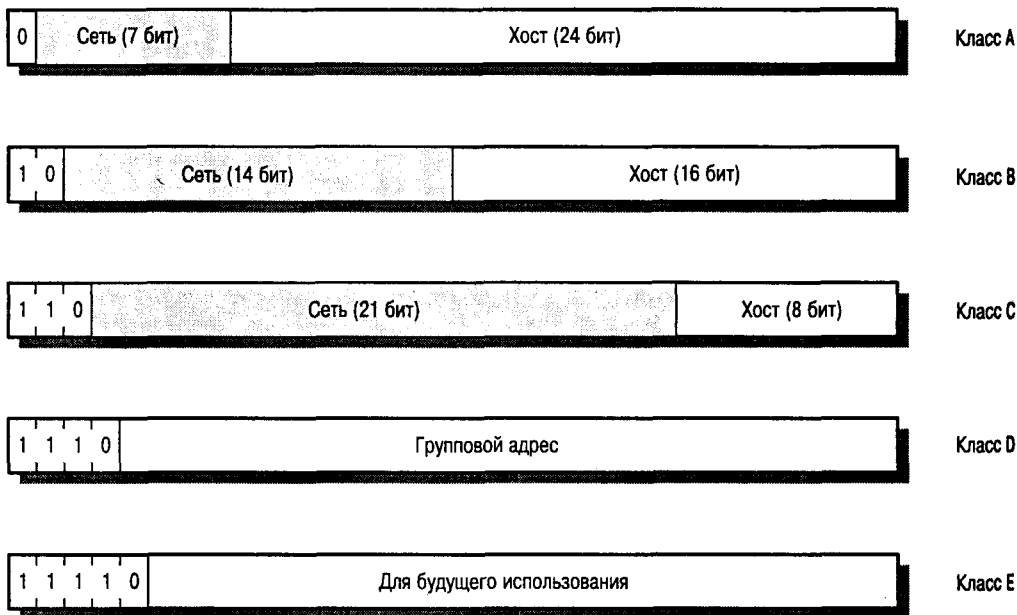 0 Сеть (7 бит) Хост (24 бит) Класс A
1 0 Сеть (14 бит) Хост (16 бит) Класс B
1 1 0 Сеть (21 бит) Хост (8 бит) Класс C
1 1 1 0 Групповой адрес Класс D
1 1 1 1 0 Для будущего использования Класс E